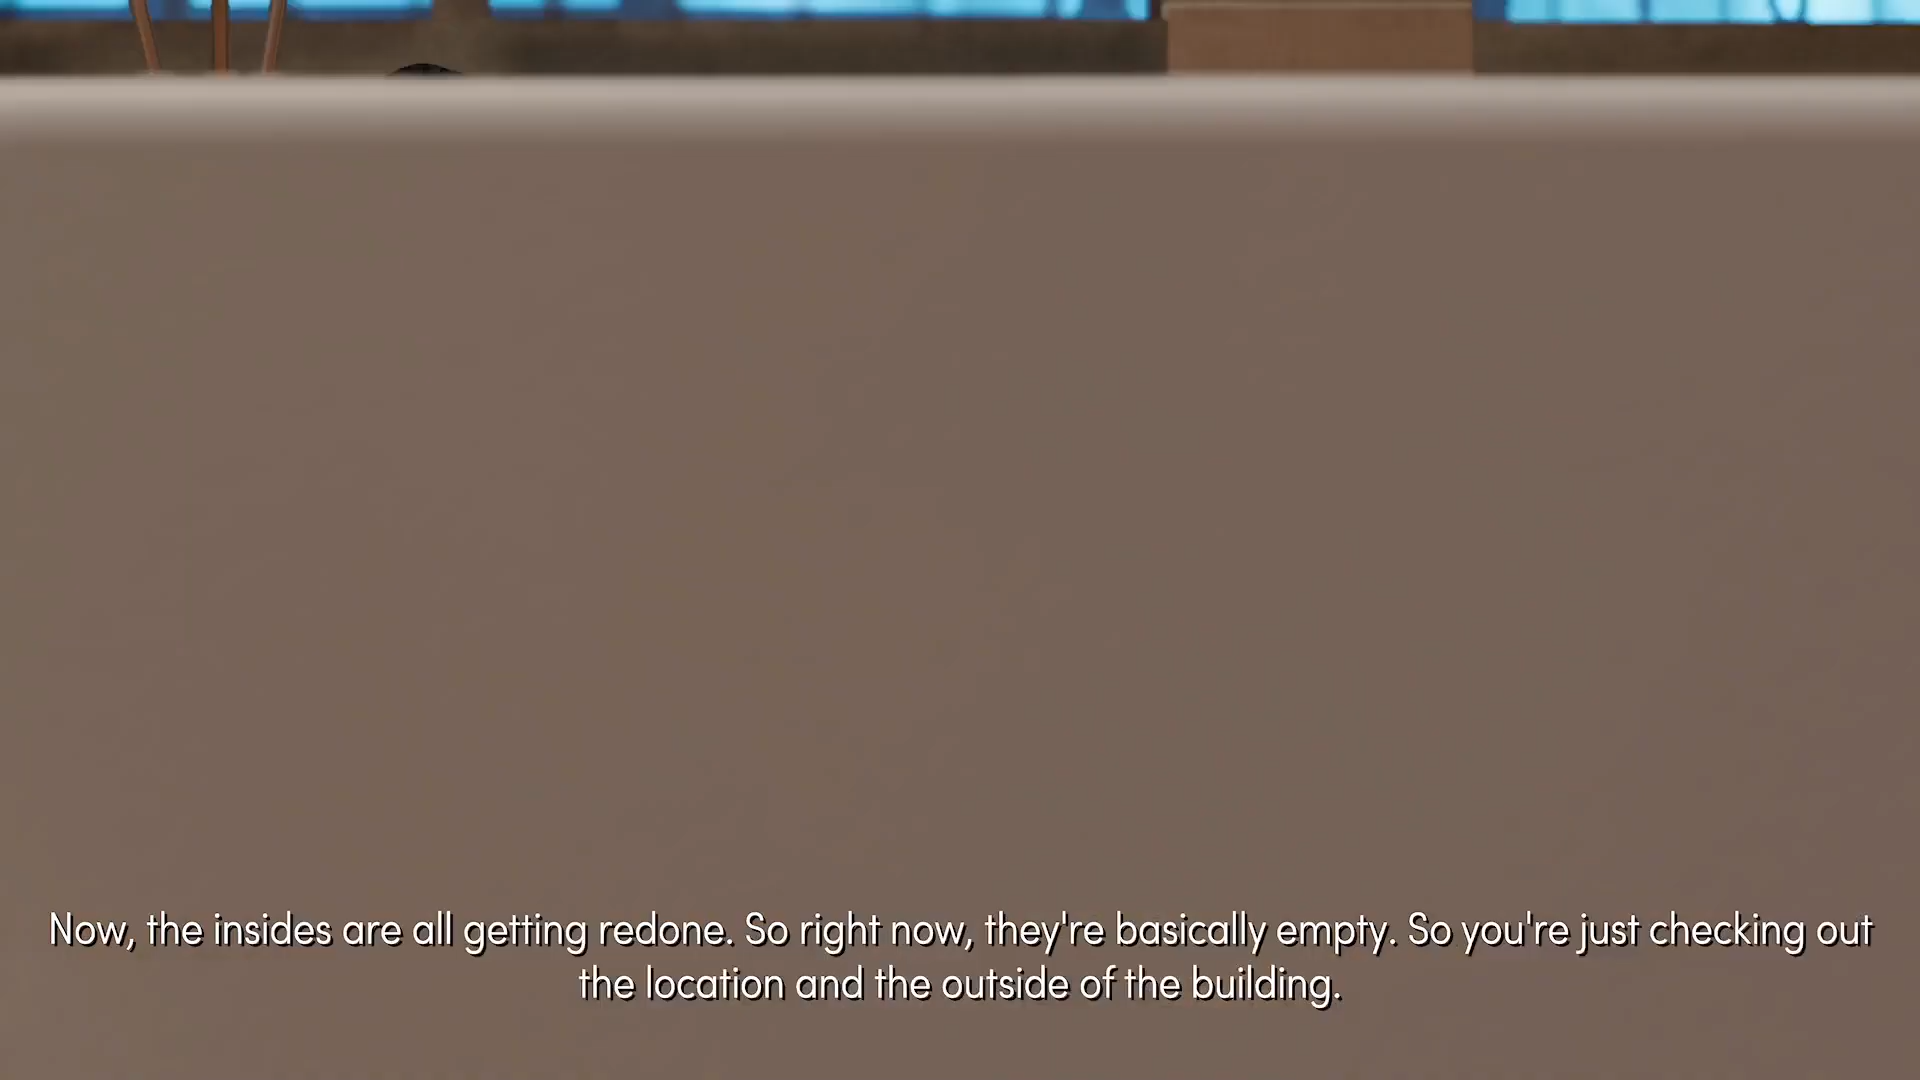 Now, the insides are all getting redone. So right now, they're basically empty. So you're just checking out
the location and the outside of the building.